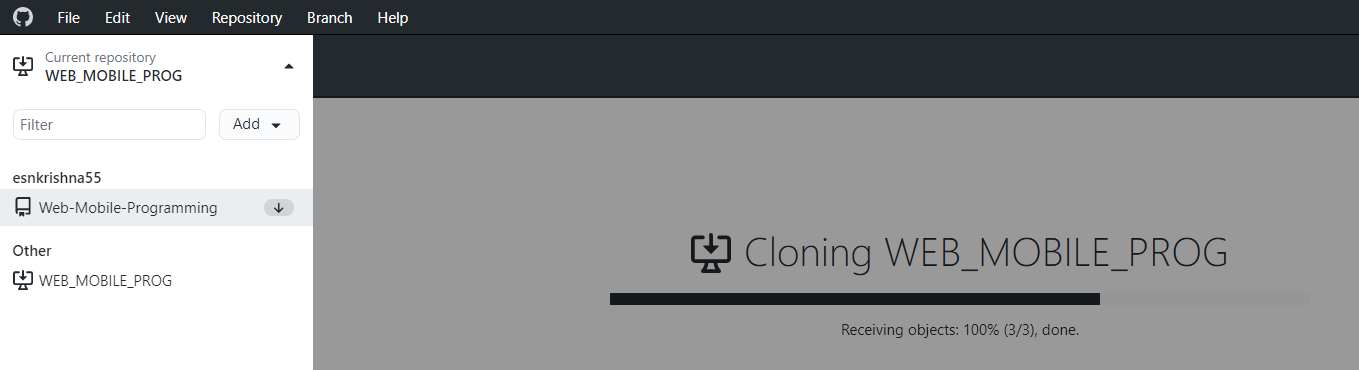 File Edit View Repository Branch Help
Current repository
WEB_MOBILE_PROG
Filter
Add
esnkrishna55
Web-Mobile-Programming
Other
WEB_MOBILE_PROG
Cloning WEB_MOBILE_PROG
Receiving objects: 100% (3/3), done.